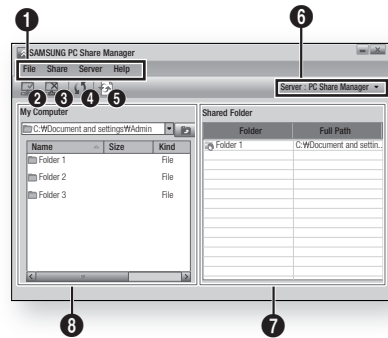 1
6
SAMSUNG PC Share Manager
File Share Server Help
2 3 4 5
Server : PC Share Manager
My Computer
C:₩Document and settings₩Admin
Name Size Kind
Folder 1 File
Folder 2 File
Folder 3 File
Shared Folder
Folder Full Path
Folder 1 C:₩Document and settin..
8
7